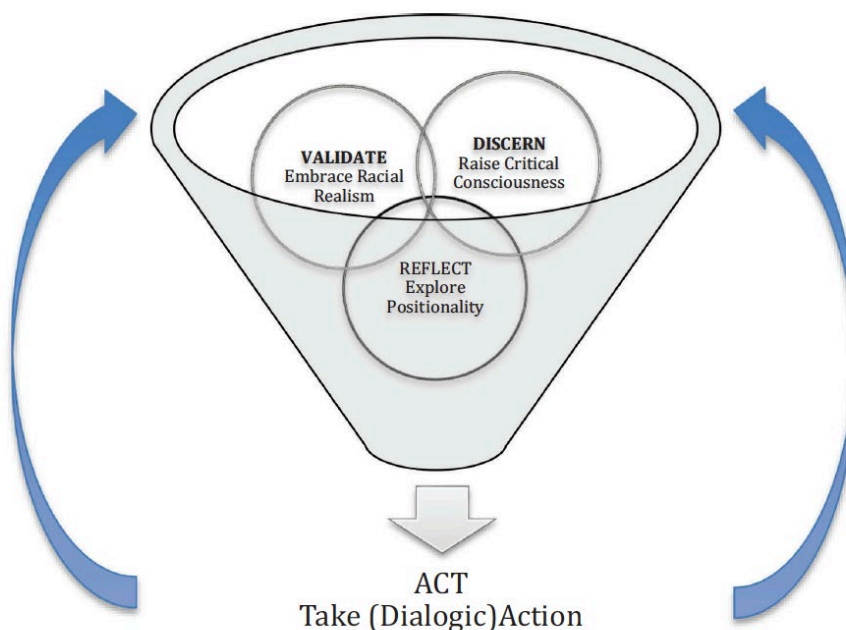 VALIDATE
Embrace Racial
Realism
DISCERN
Raise Critical
Consciousness
REFLECT
Explore
Positionality
ACT
Take (Dialogic)Action